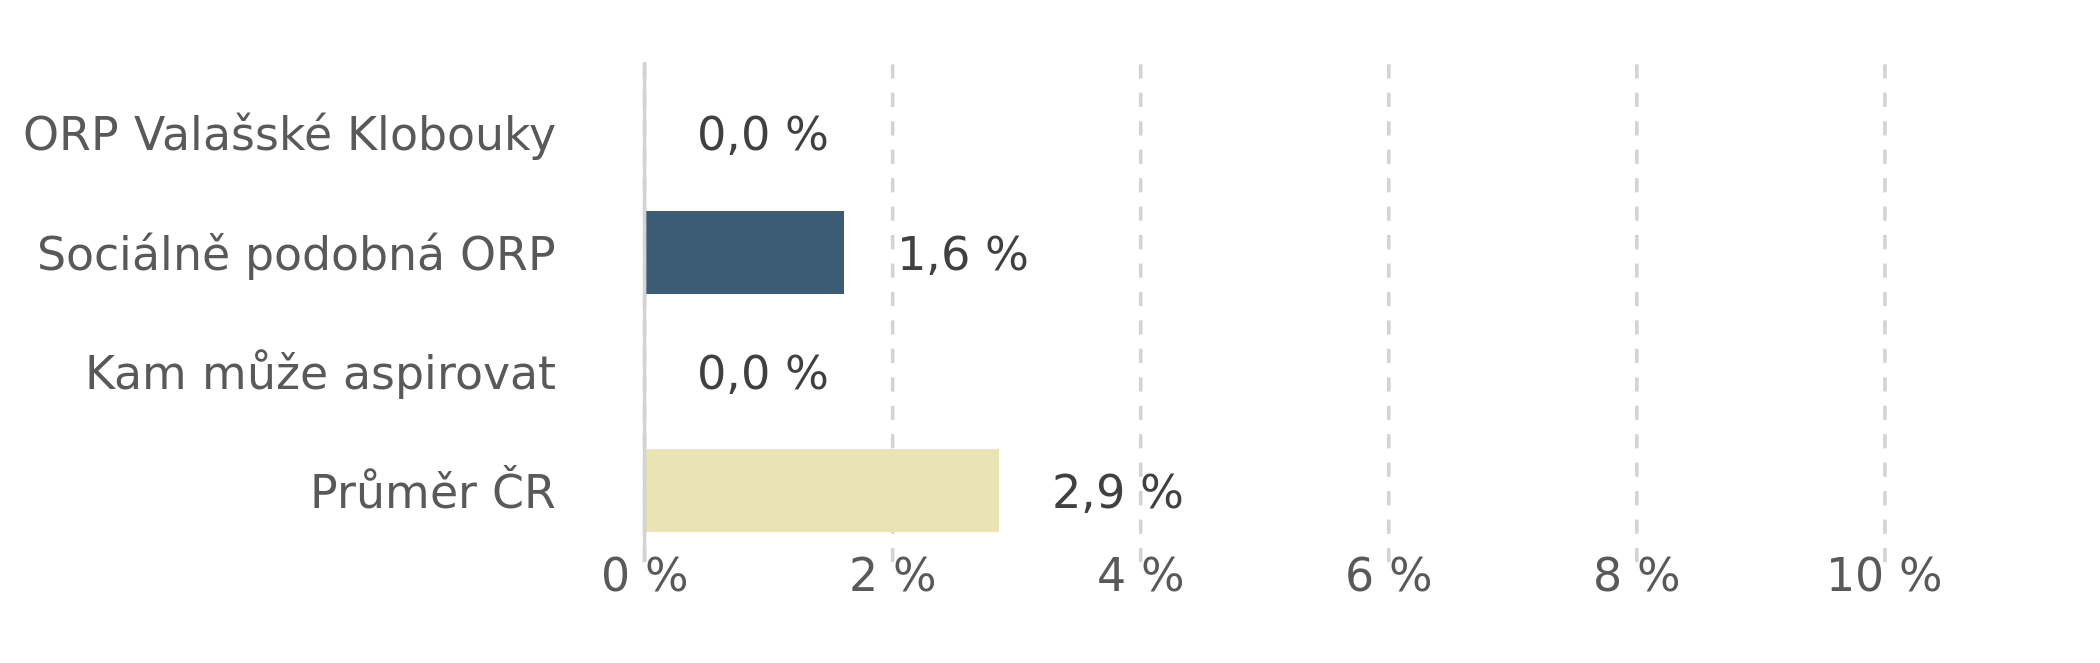 ORP Valašské Klobouky 0,0 %
Sociálně podobná ORP 1,6 %
Kam může aspirovat 0,0 %
Průměr ČR 2,9 %
0 % 2 % 4 % 6 % 8 % 10 %